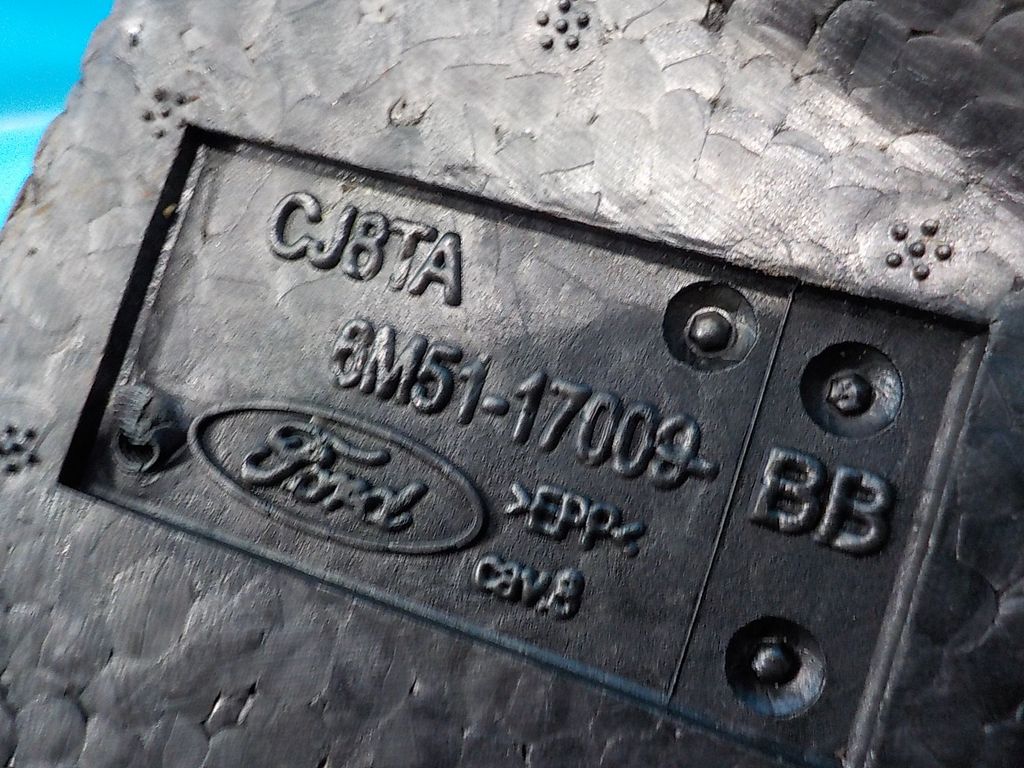 CJ8TA
8M51-17009-
BB
Ford
>EPP<
cav.8